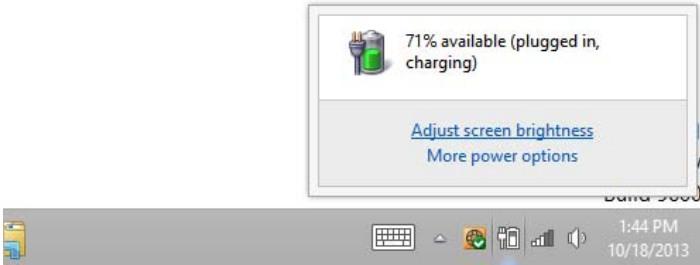 71% available (plugged in,
charging)
Adjust screen brightness
More power options
1:44 PM
10/18/2013